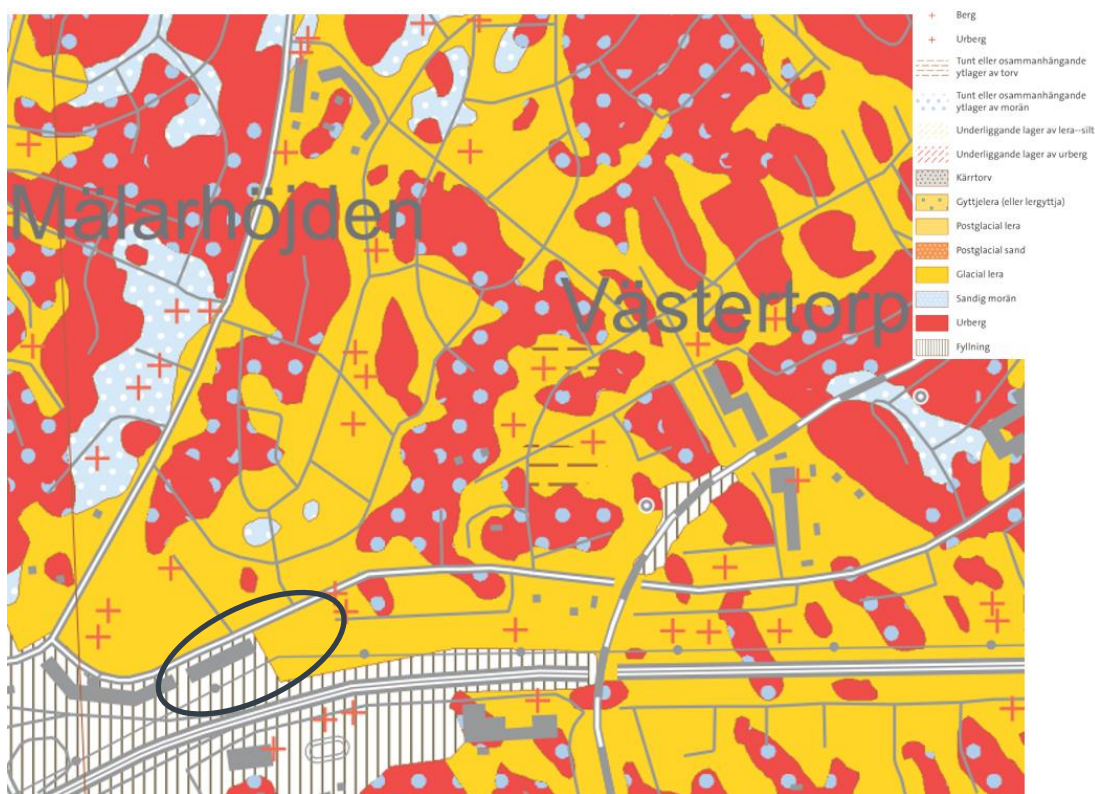 Berg
Urberg
Tunt eller osammanhängande
ytlager av torv
Tunt eller osammanhängande
ytlager av morän
Underliggande lager av lera--silt
Underliggande lager av urberg
Kärrtorv
Gyttjelera (eller lergyttja)
Postglacial lera
Postglacial sand
Glacial lera
Sandig morän
Urberg
Fyllning
Mälarhöjden
Västertorp